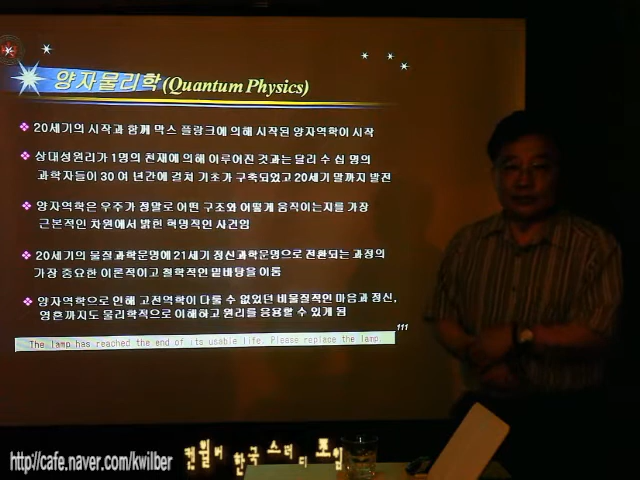 양자물리학(Quantum Physics)
20세기의 시작과 함께 막스 플랑크에 의해 시작된 양자역학이 시작
상대성원리가 1명의 천재에 의해 이루어진 것과는 달리 수 십 명의
과학자들이 30 여 년간에 걸쳐 기초가 구축되었고 20세기 말까지 발전
양자역학은 우주가 정말로 어떤 구조와 어떻게 움직이는지를 가장
근본적인 차원에서 밝힌 혁명적인 사건임
20세기의 물질과학문명에 21세기 정신과학문명으로 전환되는 과정의
가장 중요한 이론적이고 철학적인 밑바탕을 이룸
양자역학으로 인해 고전역학이 다룰 수 없었던 비물질적인 마음과 정신,
영혼까지도 물리학적으로 이해하고 원리를 응용할 수 있게 됨
111
The lamp has reached the end of its usable life. Please replace the lamp.
http://cafe.naver.com/kwilber
켄윌버 한국 스터디 모임